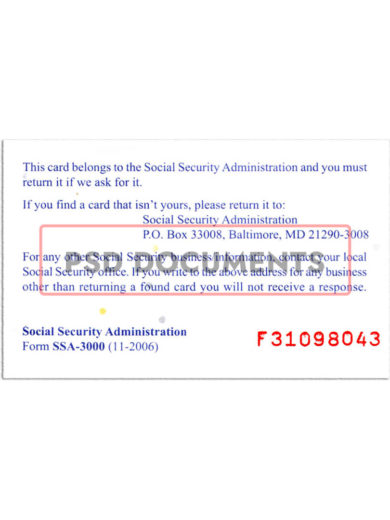 This card belongs to the Social Security Administration and you must
return it if we ask for it.
If you find a card that isn't yours, please return it to:
Social Security Administration
P.O. Box 33008, Baltimore, MD 21290-3008
For any other Social Security business/information, contact your local
PSD DOCUMENTS
Social Security office. If you write to the above address for any business
other than returning a found card you will not receive a response.
Social Security Administration
Form SSA-3000 (11-2006)
F31098043